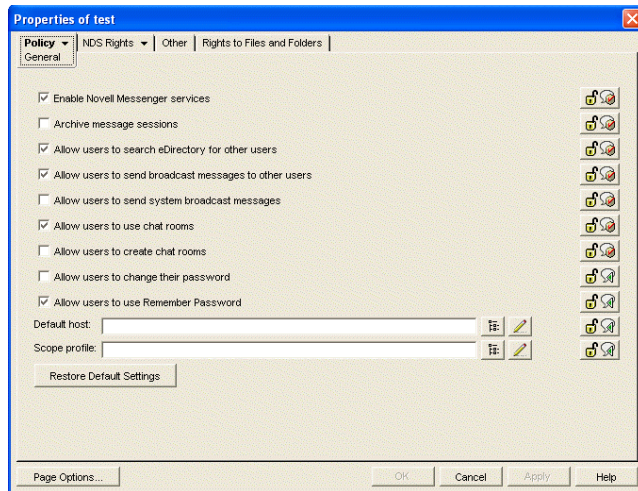 Properties of test
Policy NDS Rights Other Rights to Files and Folders
General
Enable Novell Messenger services
Archive message sessions
Allow users to search eDirectory for other users
Allow users to send broadcast messages to other users
Allow users to send system broadcast messages
Allow users to use chat rooms
Allow users to create chat rooms
Allow users to change their password
Allow users to use Remember Password
Default host:
Scope profile:
Restore Default Settings
Page Options... OK Cancel Apply Help